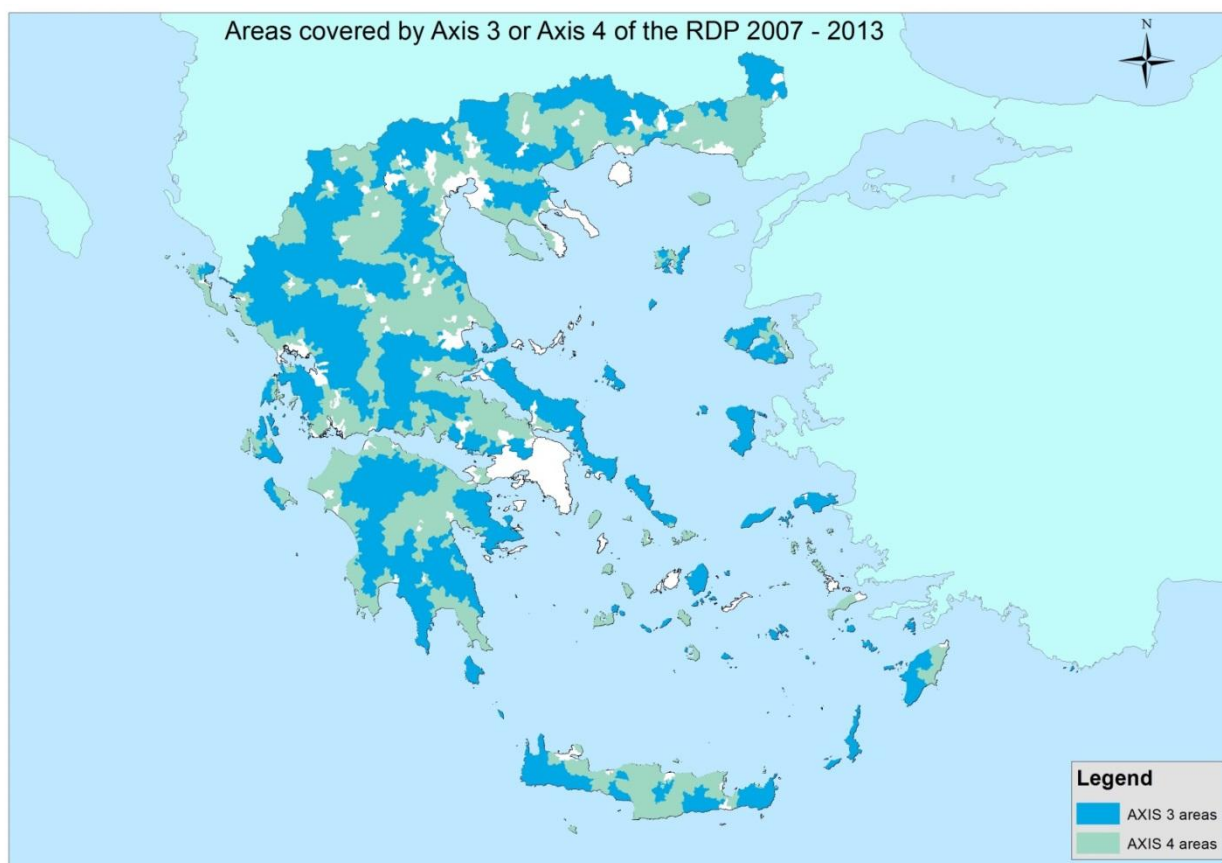 Areas covered by Axis 3 or Axis 4 of the RDP 2007 - 2013
N
Legend
AXIS 3 areas
AXIS 4 areas